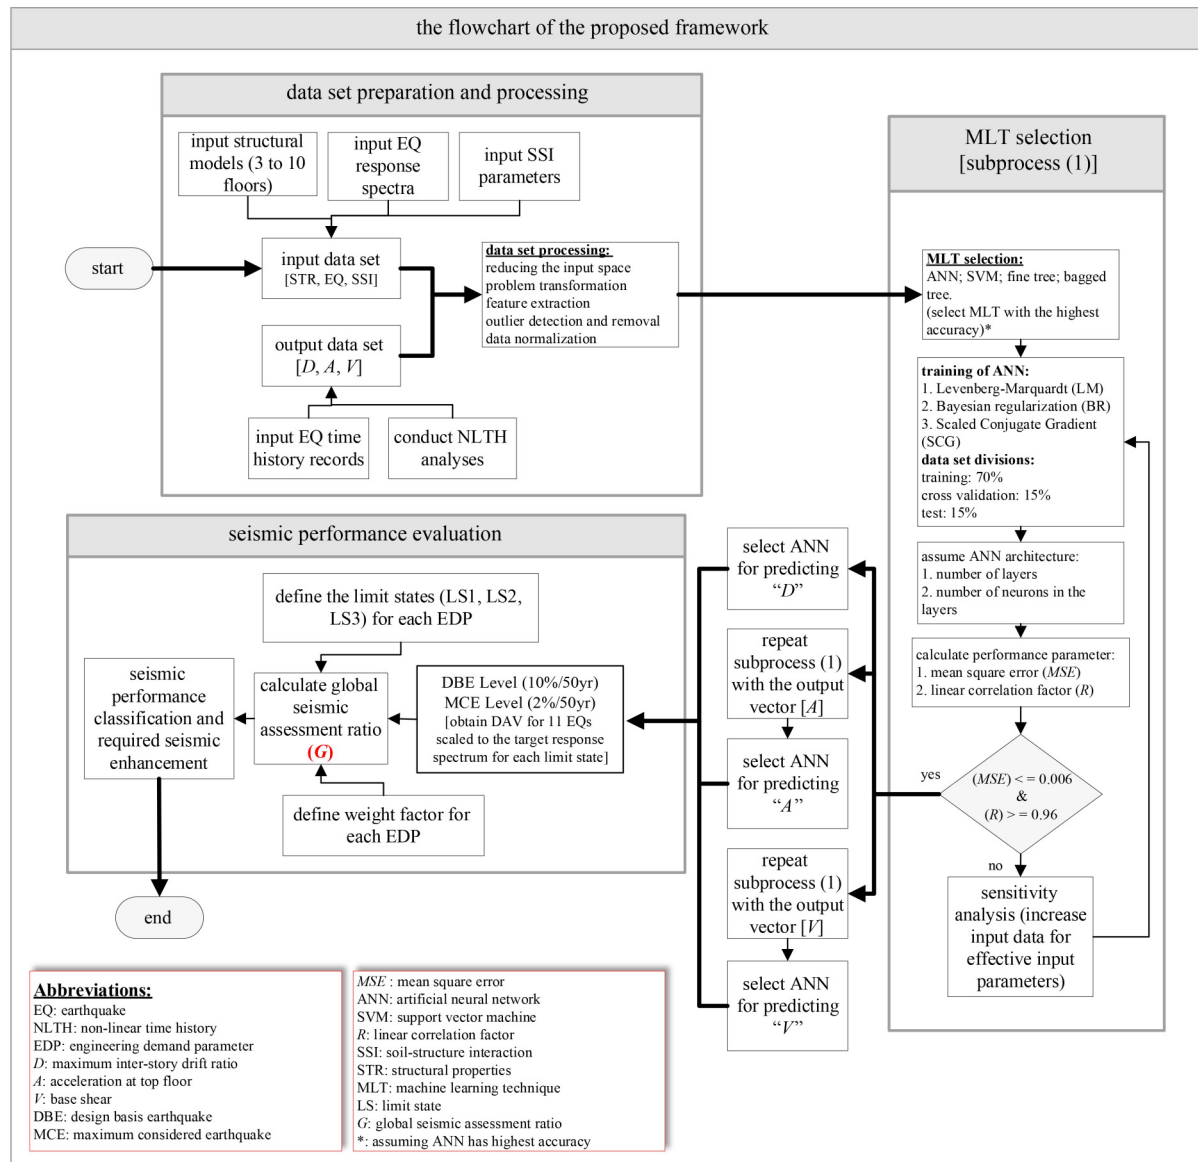 the flowchart of the proposed framework
data set preparation and processing
input structural
models (3 to 10
floors)
input EQ
response
spectra
input SSI
parameters
start
input data set
[STR, EQ, SSI]
output data set
[D, A, V]
input EQ time
history records
conduct NLTH
analyses
data set processing:
reducing the input space
problem transformation
feature extraction
outlier detection and removal
data normalization
MLT selection
[subprocess (1)]
MLT selection:
ANN; SVM; fine tree; bagged
tree.
(select MLT with the highest
accuracy)*
training of ANN:
1. Levenberg-Marquardt (LM)
2. Bayesian regularization (BR)
3. Scaled Conjugate Gradient
(SCG)
data set divisions:
training: 70%
cross validation: 15%
test: 15%
assume ANN architecture:
1. number of layers
2. number of neurons in the
layers
calculate performance parameter:
1. mean square error (MSE)
2. linear correlation factor (R)
yes
(MSE) < = 0.006
&
(R) > = 0.96
no
sensitivity
analysis (increase
input data for
effective input
parameters)
select ANN
for predicting
“D”
repeat
subprocess (1)
with the output
vector [A]
select ANN
for predicting
“A”
repeat
subprocess (1)
with the output
vector [V]
select ANN
for predicting
“V”
seismic performance evaluation
define the limit states (LS1, LS2,
LS3) for each EDP
seismic
performance
classification and
required seismic
enhancement
calculate global
seismic
assessment ratio
(G)
DBE Level (10%/50yr)
MCE Level (2%/50yr)
[obtain DAV for 11 EQs
scaled to the target response
spectrum for each limit state]
define weight factor for
each EDP
end
Abbreviations:
EQ: earthquake
NLTH: non-linear time history
EDP: engineering demand parameter
D: maximum inter-story drift ratio
A: acceleration at top floor
V: base shear
DBE: design basis earthquake
MCE: maximum considered earthquake
MSE : mean square error
ANN: artificial neural network
SVM: support vector machine
R: linear correlation factor
SSI: soil-structure interaction
STR: structural properties
MLT: machine learning technique
LS: limit state
G: global seismic assessment ratio
*: assuming ANN has highest accuracy